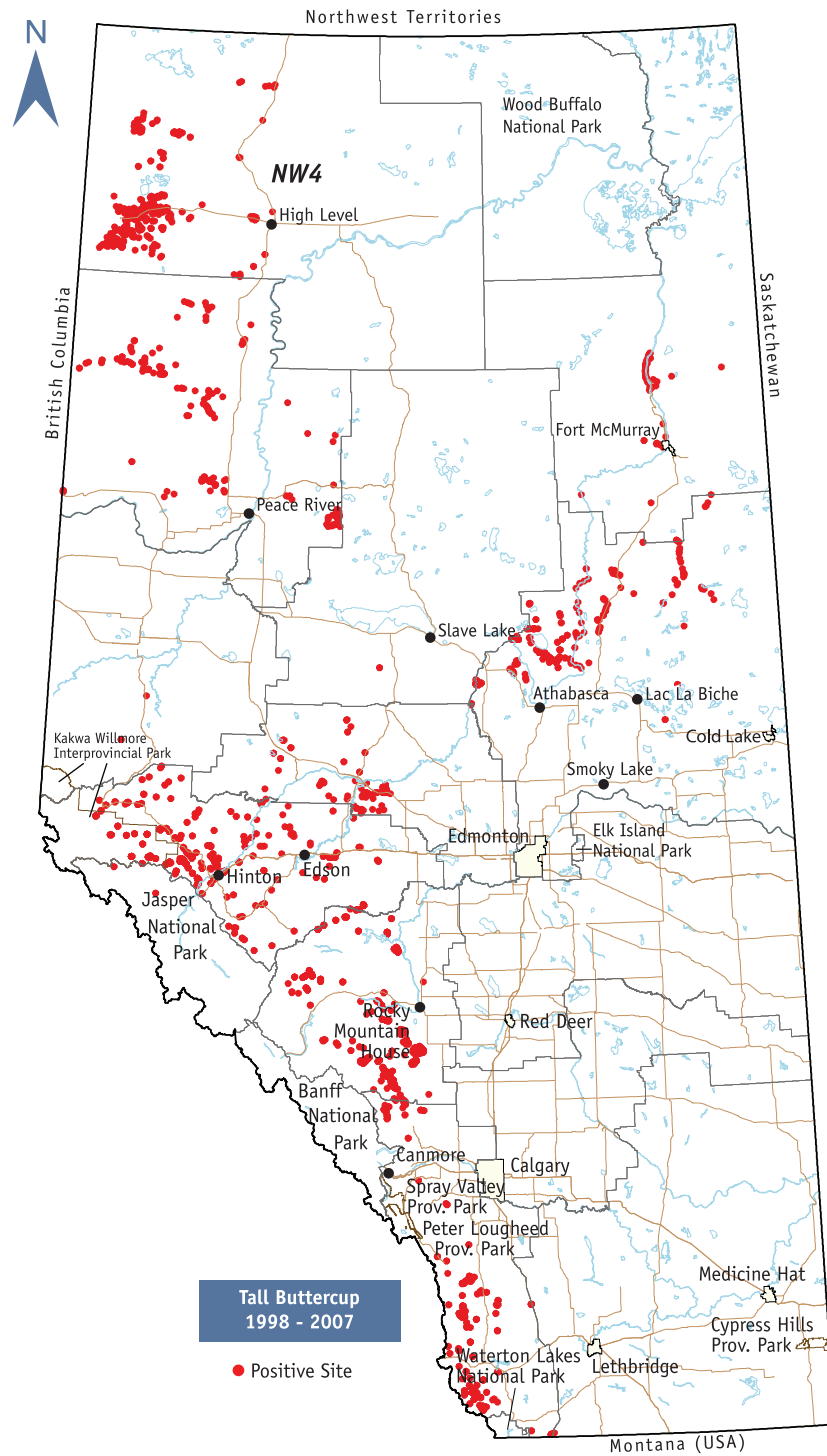 Northwest Territories
N
Wood Buffalo
National Park
NW4
High Level
British Columbia
Saskatchewan
Fort McMurray
Peace River
Slave Lake
Athabasca
Lac La Biche
Kakwa Willmore
Interprovincial Park
Cold Lake
Smoky Lake
Edmonton
Elk Island
National Park
Hinton
Edson
Jasper
National
Park
Rocky
Mountain
House
Red Deer
Banff
National
Park
Canmore
Calgary
Spray Valley
Prov. Park
Peter Lougheed
Prov. Park
Medicine Hat
Tall Buttercup
1998 - 2007
Cypress Hills
Prov. Park
Waterton Lakes
National Park
Lethbridge
Positive Site
Montana (USA)